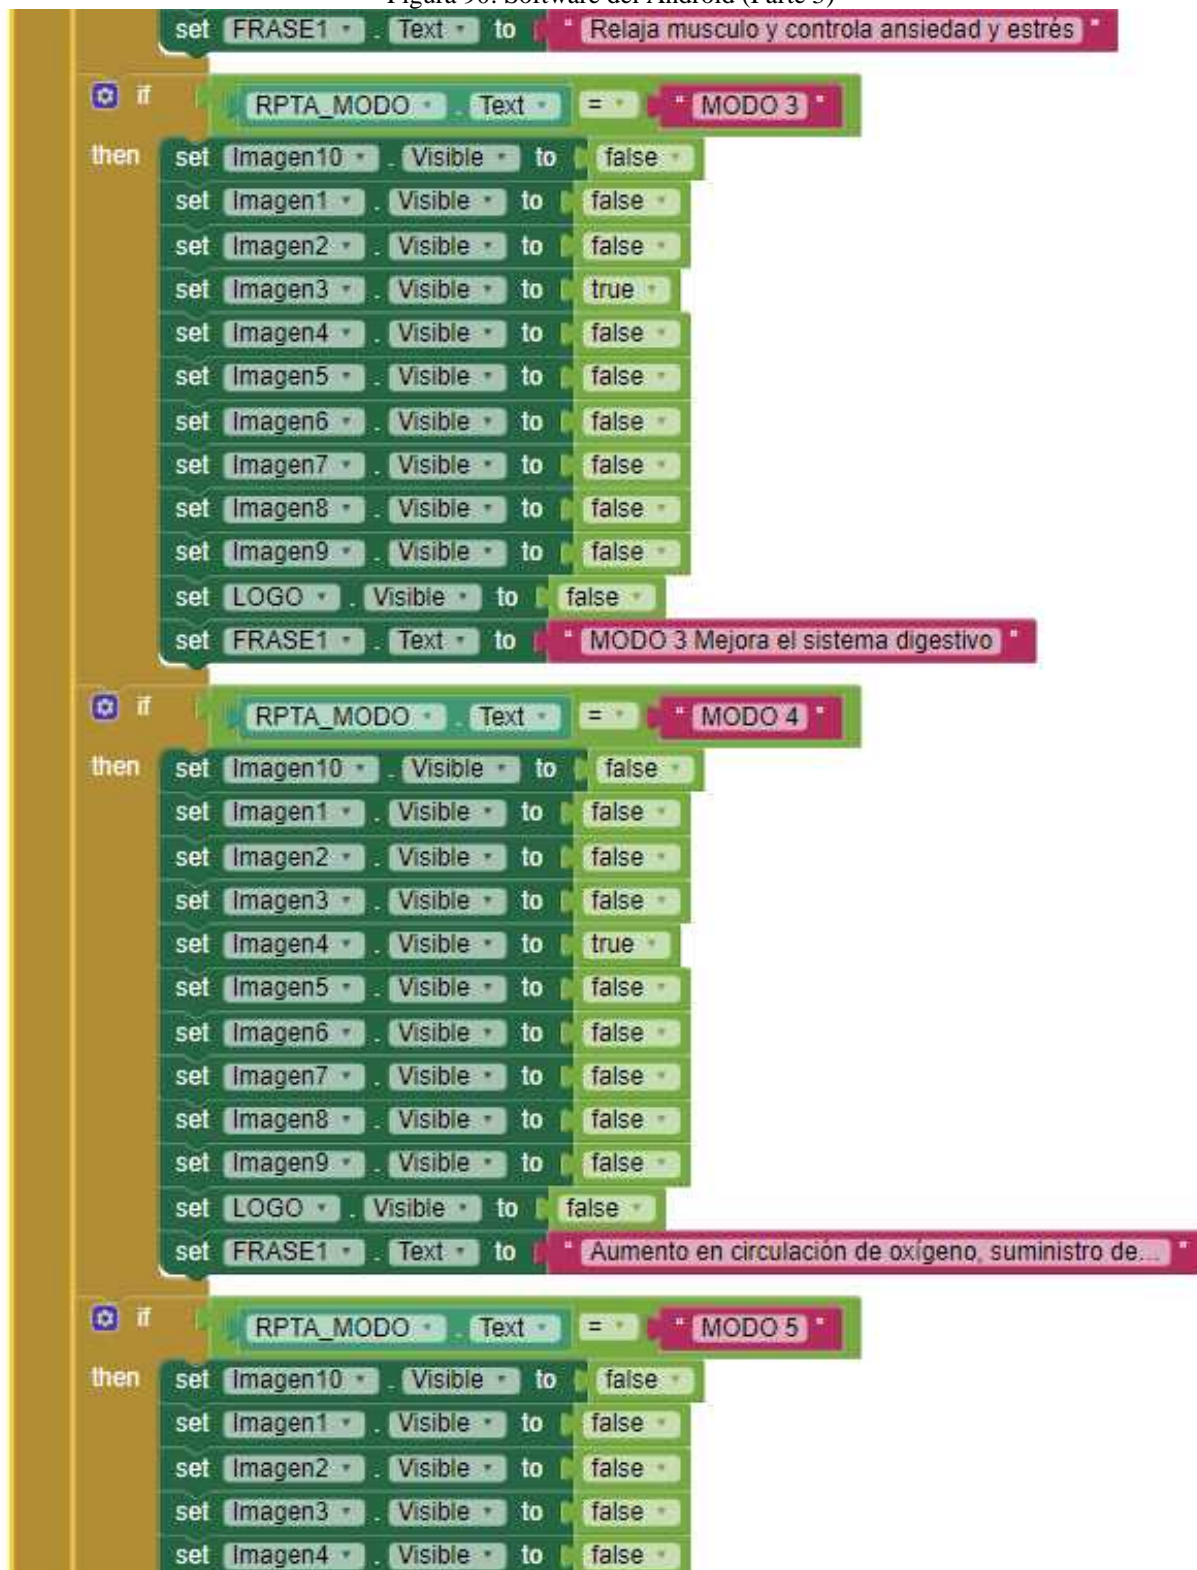 Figura 90. Software del Android (Parte 3)
set FRASE1 . Text to " Relaja musculo y controla ansiedad y estrés "
if RPTA_MODO . Text = " MODO 3 "
then set Imagen10 . Visible to false
set Imagen1 . Visible to false
set Imagen2 . Visible to false
set Imagen3 . Visible to true
set Imagen4 . Visible to false
set Imagen5 . Visible to false
set Imagen6 . Visible to false
set Imagen7 . Visible to false
set Imagen8 . Visible to false
set Imagen9 . Visible to false
set LOGO . Visible to false
set FRASE1 . Text to " MODO 3 Mejora el sistema digestivo "
if RPTA_MODO . Text = " MODO 4 "
then set Imagen10 . Visible to false
set Imagen1 . Visible to false
set Imagen2 . Visible to false
set Imagen3 . Visible to false
set Imagen4 . Visible to true
set Imagen5 . Visible to false
set Imagen6 . Visible to false
set Imagen7 . Visible to false
set Imagen8 . Visible to false
set Imagen9 . Visible to false
set LOGO . Visible to false
set FRASE1 . Text to " Aumento en circulación de oxígeno, suministro de... "
if RPTA_MODO . Text = " MODO 5 "
then set Imagen10 . Visible to false
set Imagen1 . Visible to false
set Imagen2 . Visible to false
set Imagen3 . Visible to false
set Imagen4 . Visible to false